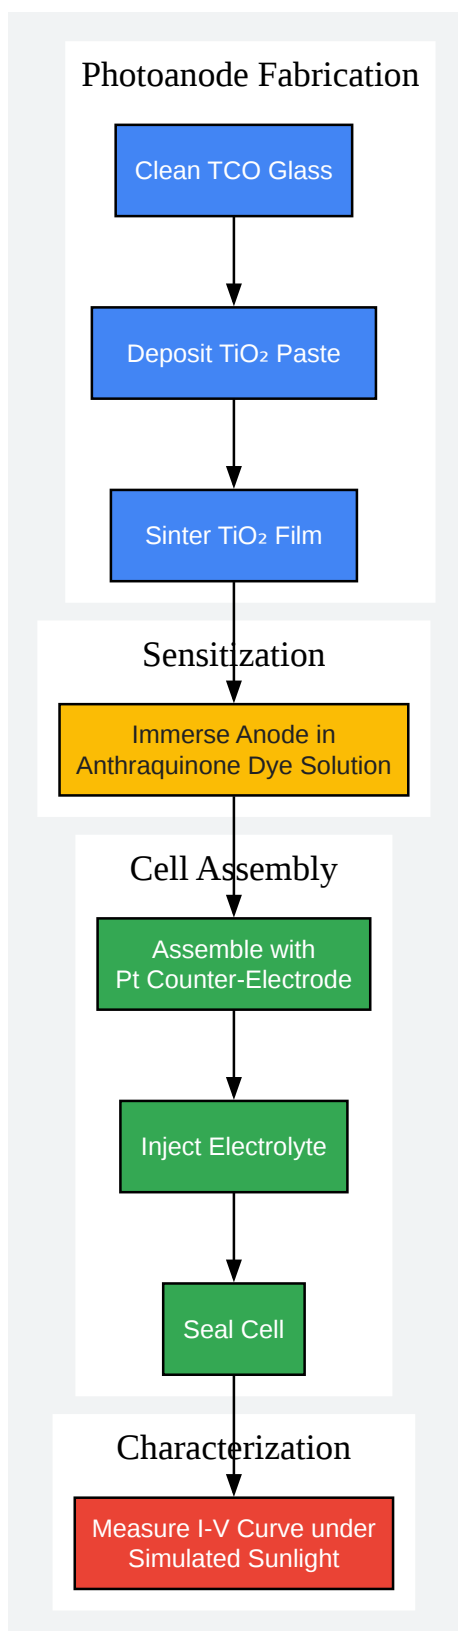 Photoanode Fabrication
Clean TCO Glass
Deposit TiO₂ Paste
Sinter TiO₂ Film
Sensitization
Immerse Anode in
Anthraquinone Dye Solution
Cell Assembly
Assemble with
Pt Counter-Electrode
Inject Electrolyte
Seal Cell
Characterization
Measure I-V Curve under
Simulated Sunlight